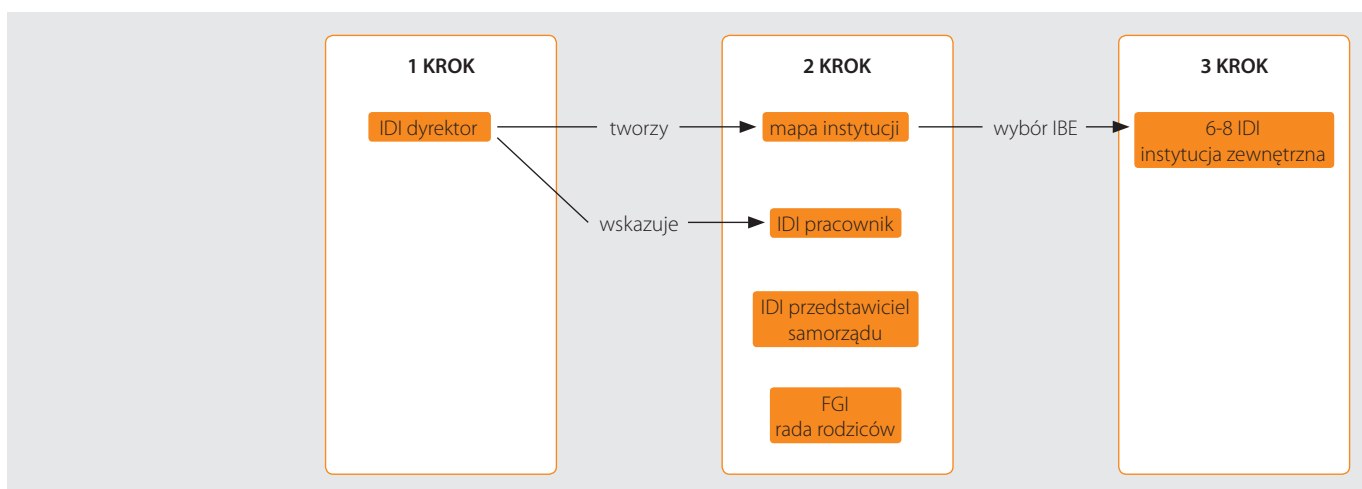 1 KROK
2 KROK
3 KROK
IDI dyrektor
tworzy
mapa instytucji
wybór IBE
6-8 IDI
instytucja zewnętrzna
wskazuje
IDI pracownik
IDI przedstawiciel
samorządu
FGI
rada rodziców